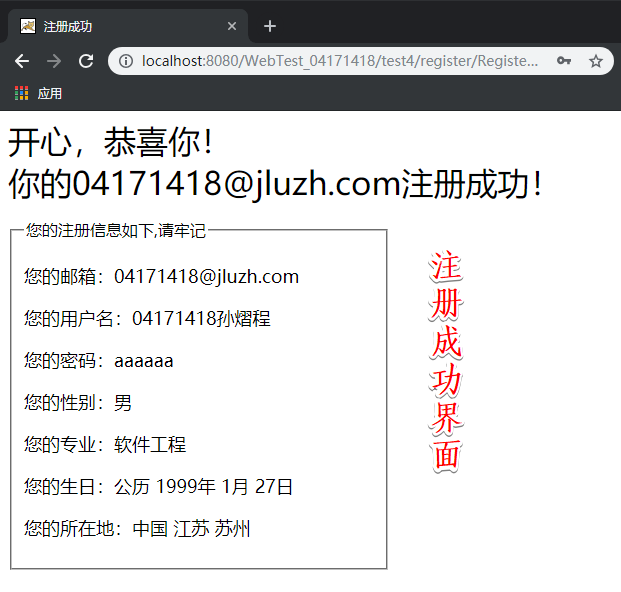 注册成功
localhost:8080/WebTest_04171418/test4/register/Registe...
应用
开心，恭喜你！
你的04171418@jluzh.com注册成功！
您的注册信息如下,请牢记
您的邮箱：04171418@jluzh.com
您的用户名：04171418孙熠程
您的密码：aaaaaa
您的性别：男
您的专业：软件工程
您的生日：公历 1999年 1月 27日
您的所在地：中国 江苏 苏州
注册成功界面